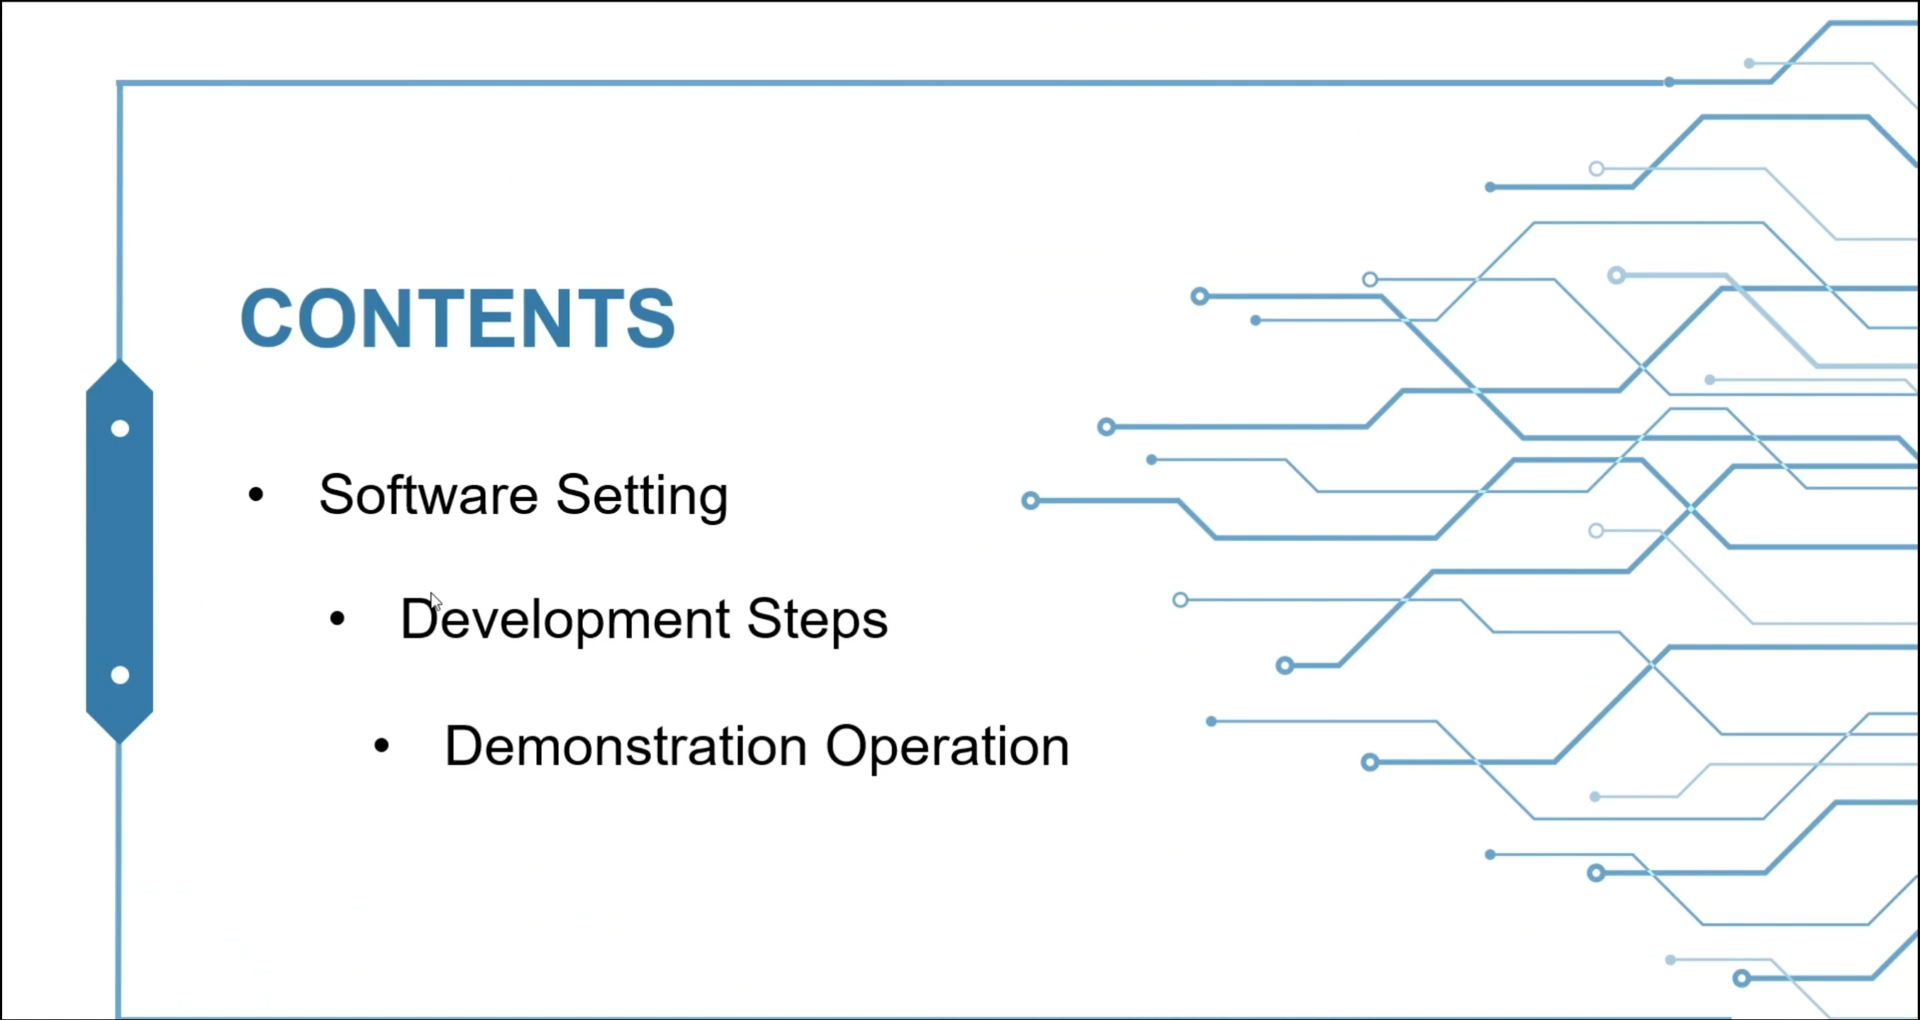 CONTENTS
• Software Setting
• Development Steps
• Demonstration Operation